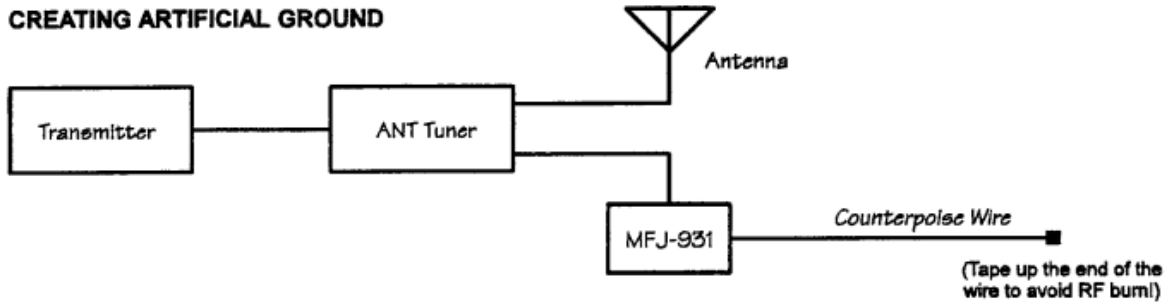 CREATING ARTIFICIAL GROUND
Antenna
Transmitter
ANT Tuner
MFJ-931
Counterpoise Wire
(Tape up the end of the
wire to avoid RF burn!)